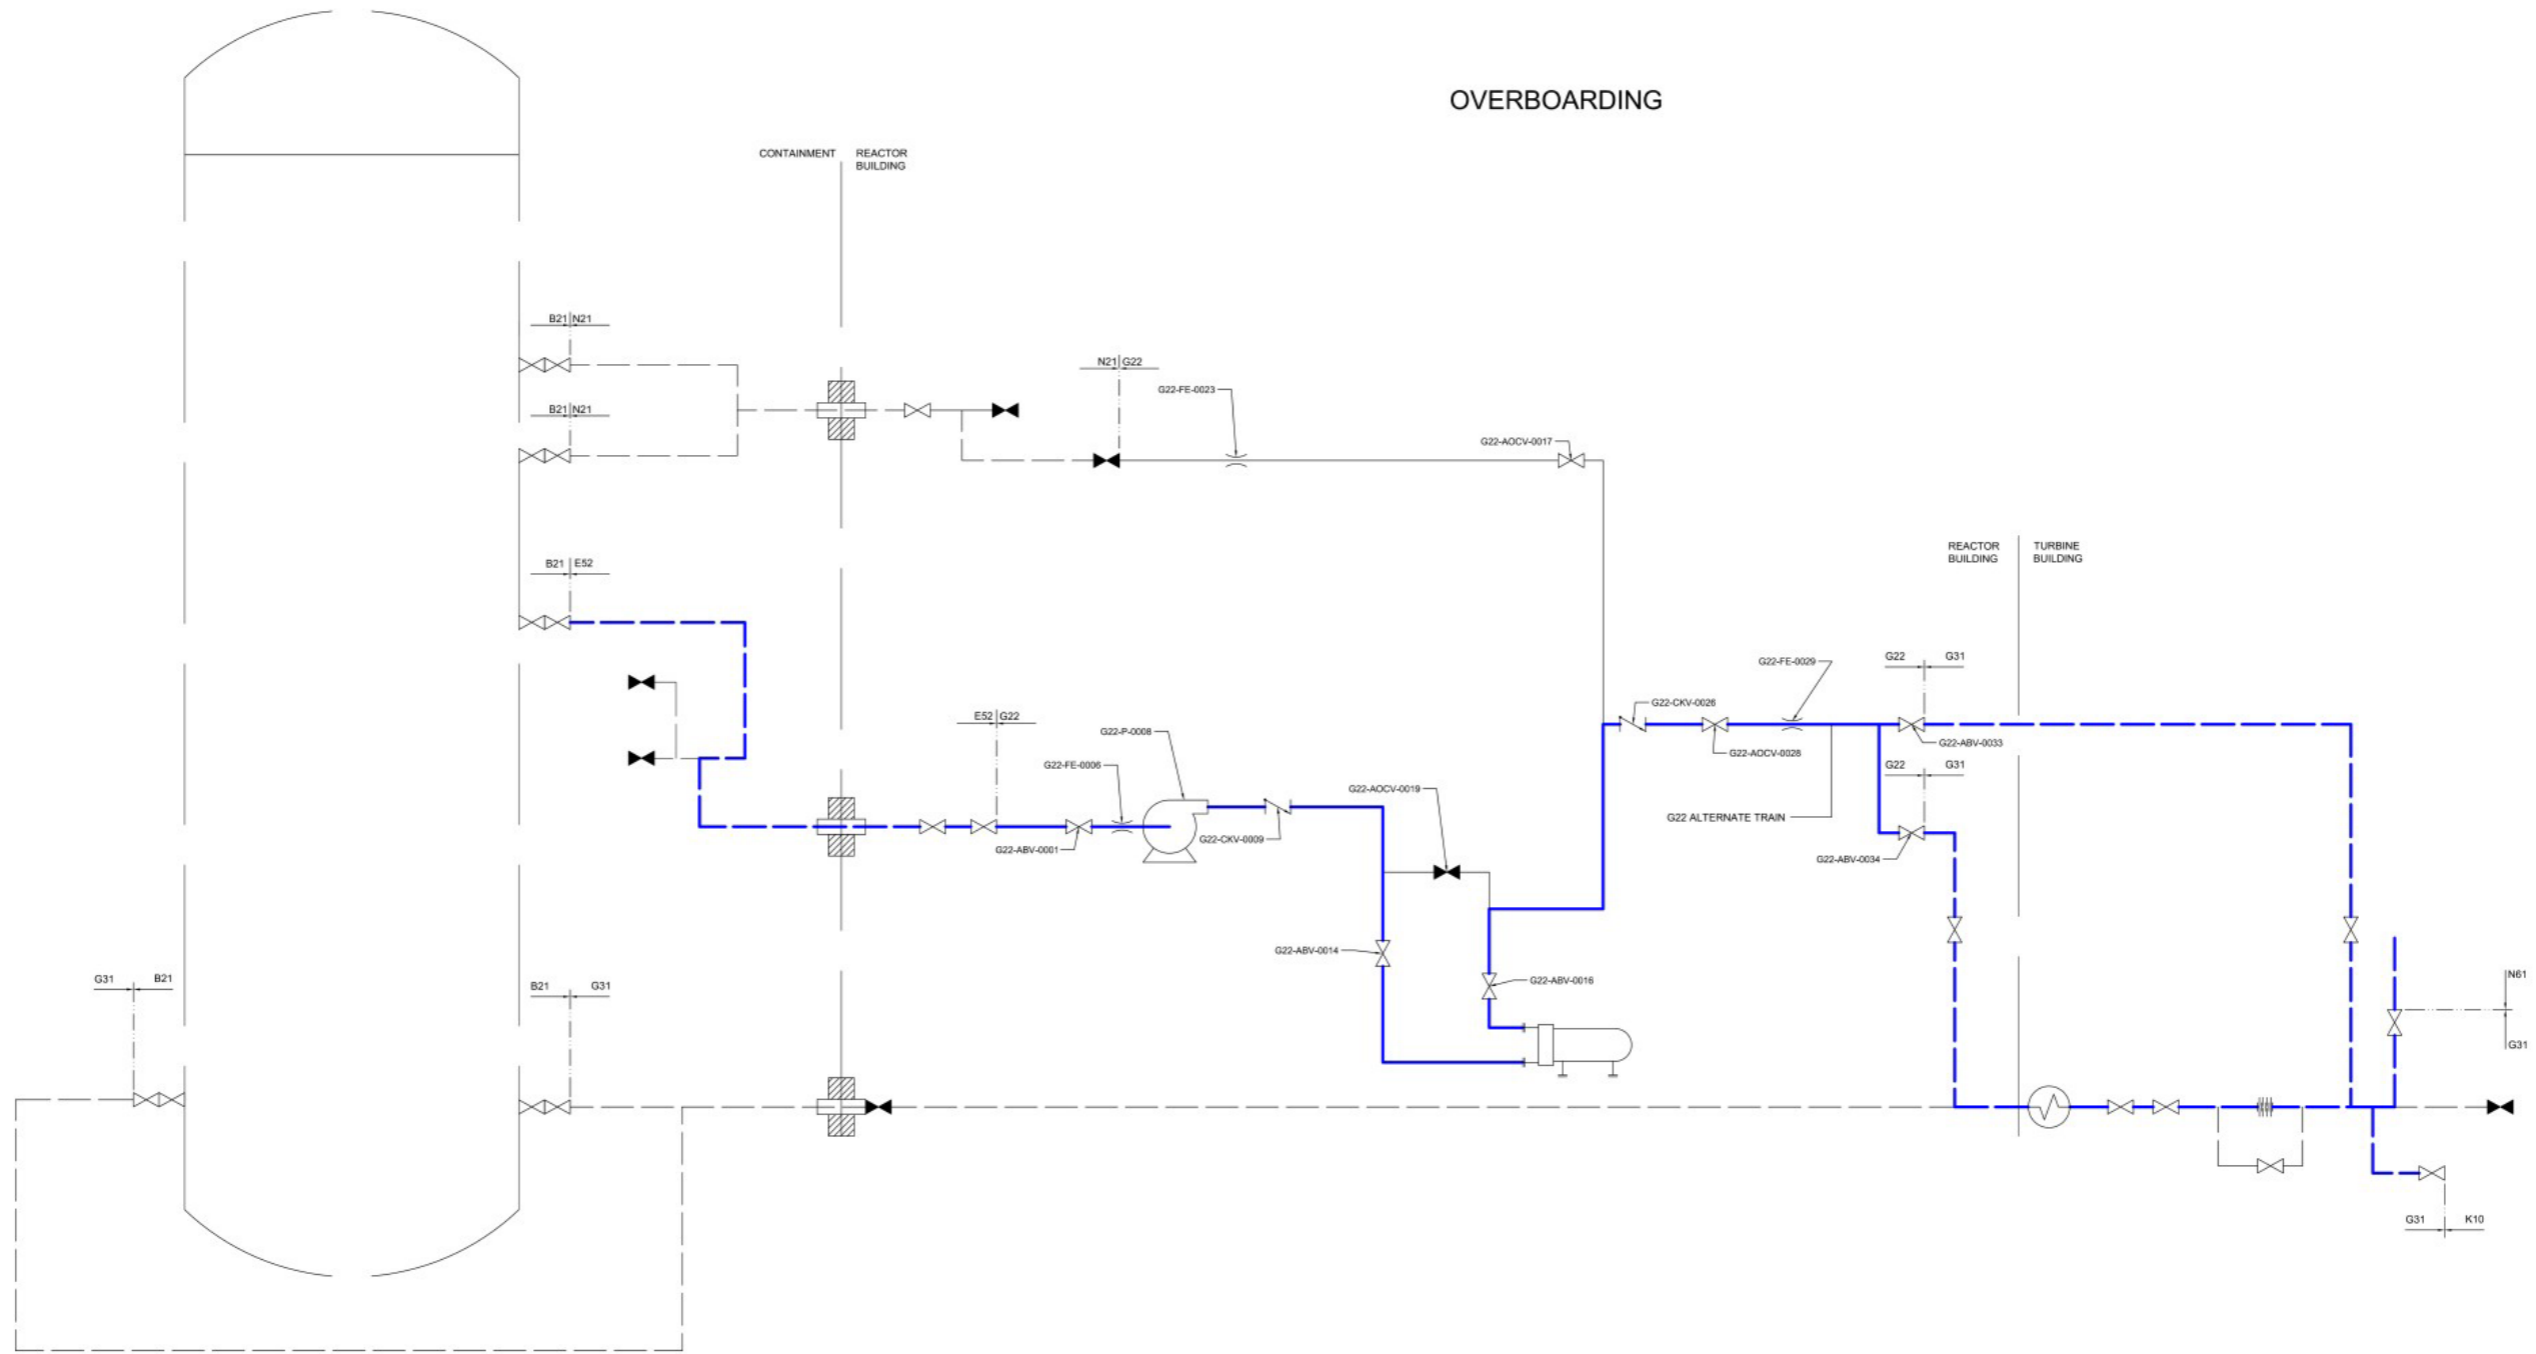 OVERBOARDING
CONTAINMENT
REACTOR
BUILDING
B21
N21
N21
G22
G22-FE-0023
B21
N21
G22-AOCV-0017
REACTOR
BUILDING
TURBINE
BUILDING
B21
E52
G22-FE-0029
G22
G31
G22-CKV-0026
E52
G22
G22-P-0008
G22-ABV-0033
G22-AOCV-0028
G22-FE-0006
G22
G31
G22-AOCV-0019
G22 ALTERNATE TRAIN
G22-CKV-0009
G22-ABV-0001
G22-ABV-0034
G22-ABV-0014
G31
B21
G22-ABV-0016
N61
B21
G31
G31
G31
K10